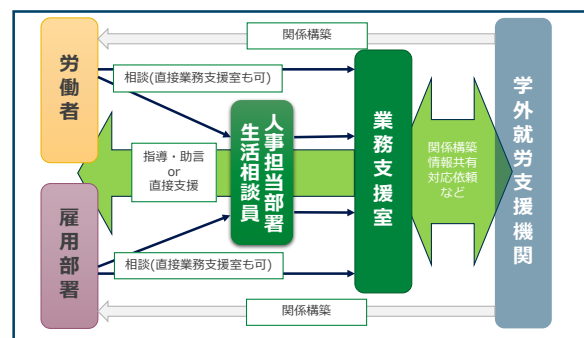 関係構築
労働者
相談(直接業務支援室も可)
人事担当部署
生活相談員
業務支援室
学外就労支援機関
指導・助言
or
直接支援
関係構築
情報共有
対応依頼
など
雇用部署
相談(直接業務支援室も可)
関係構築